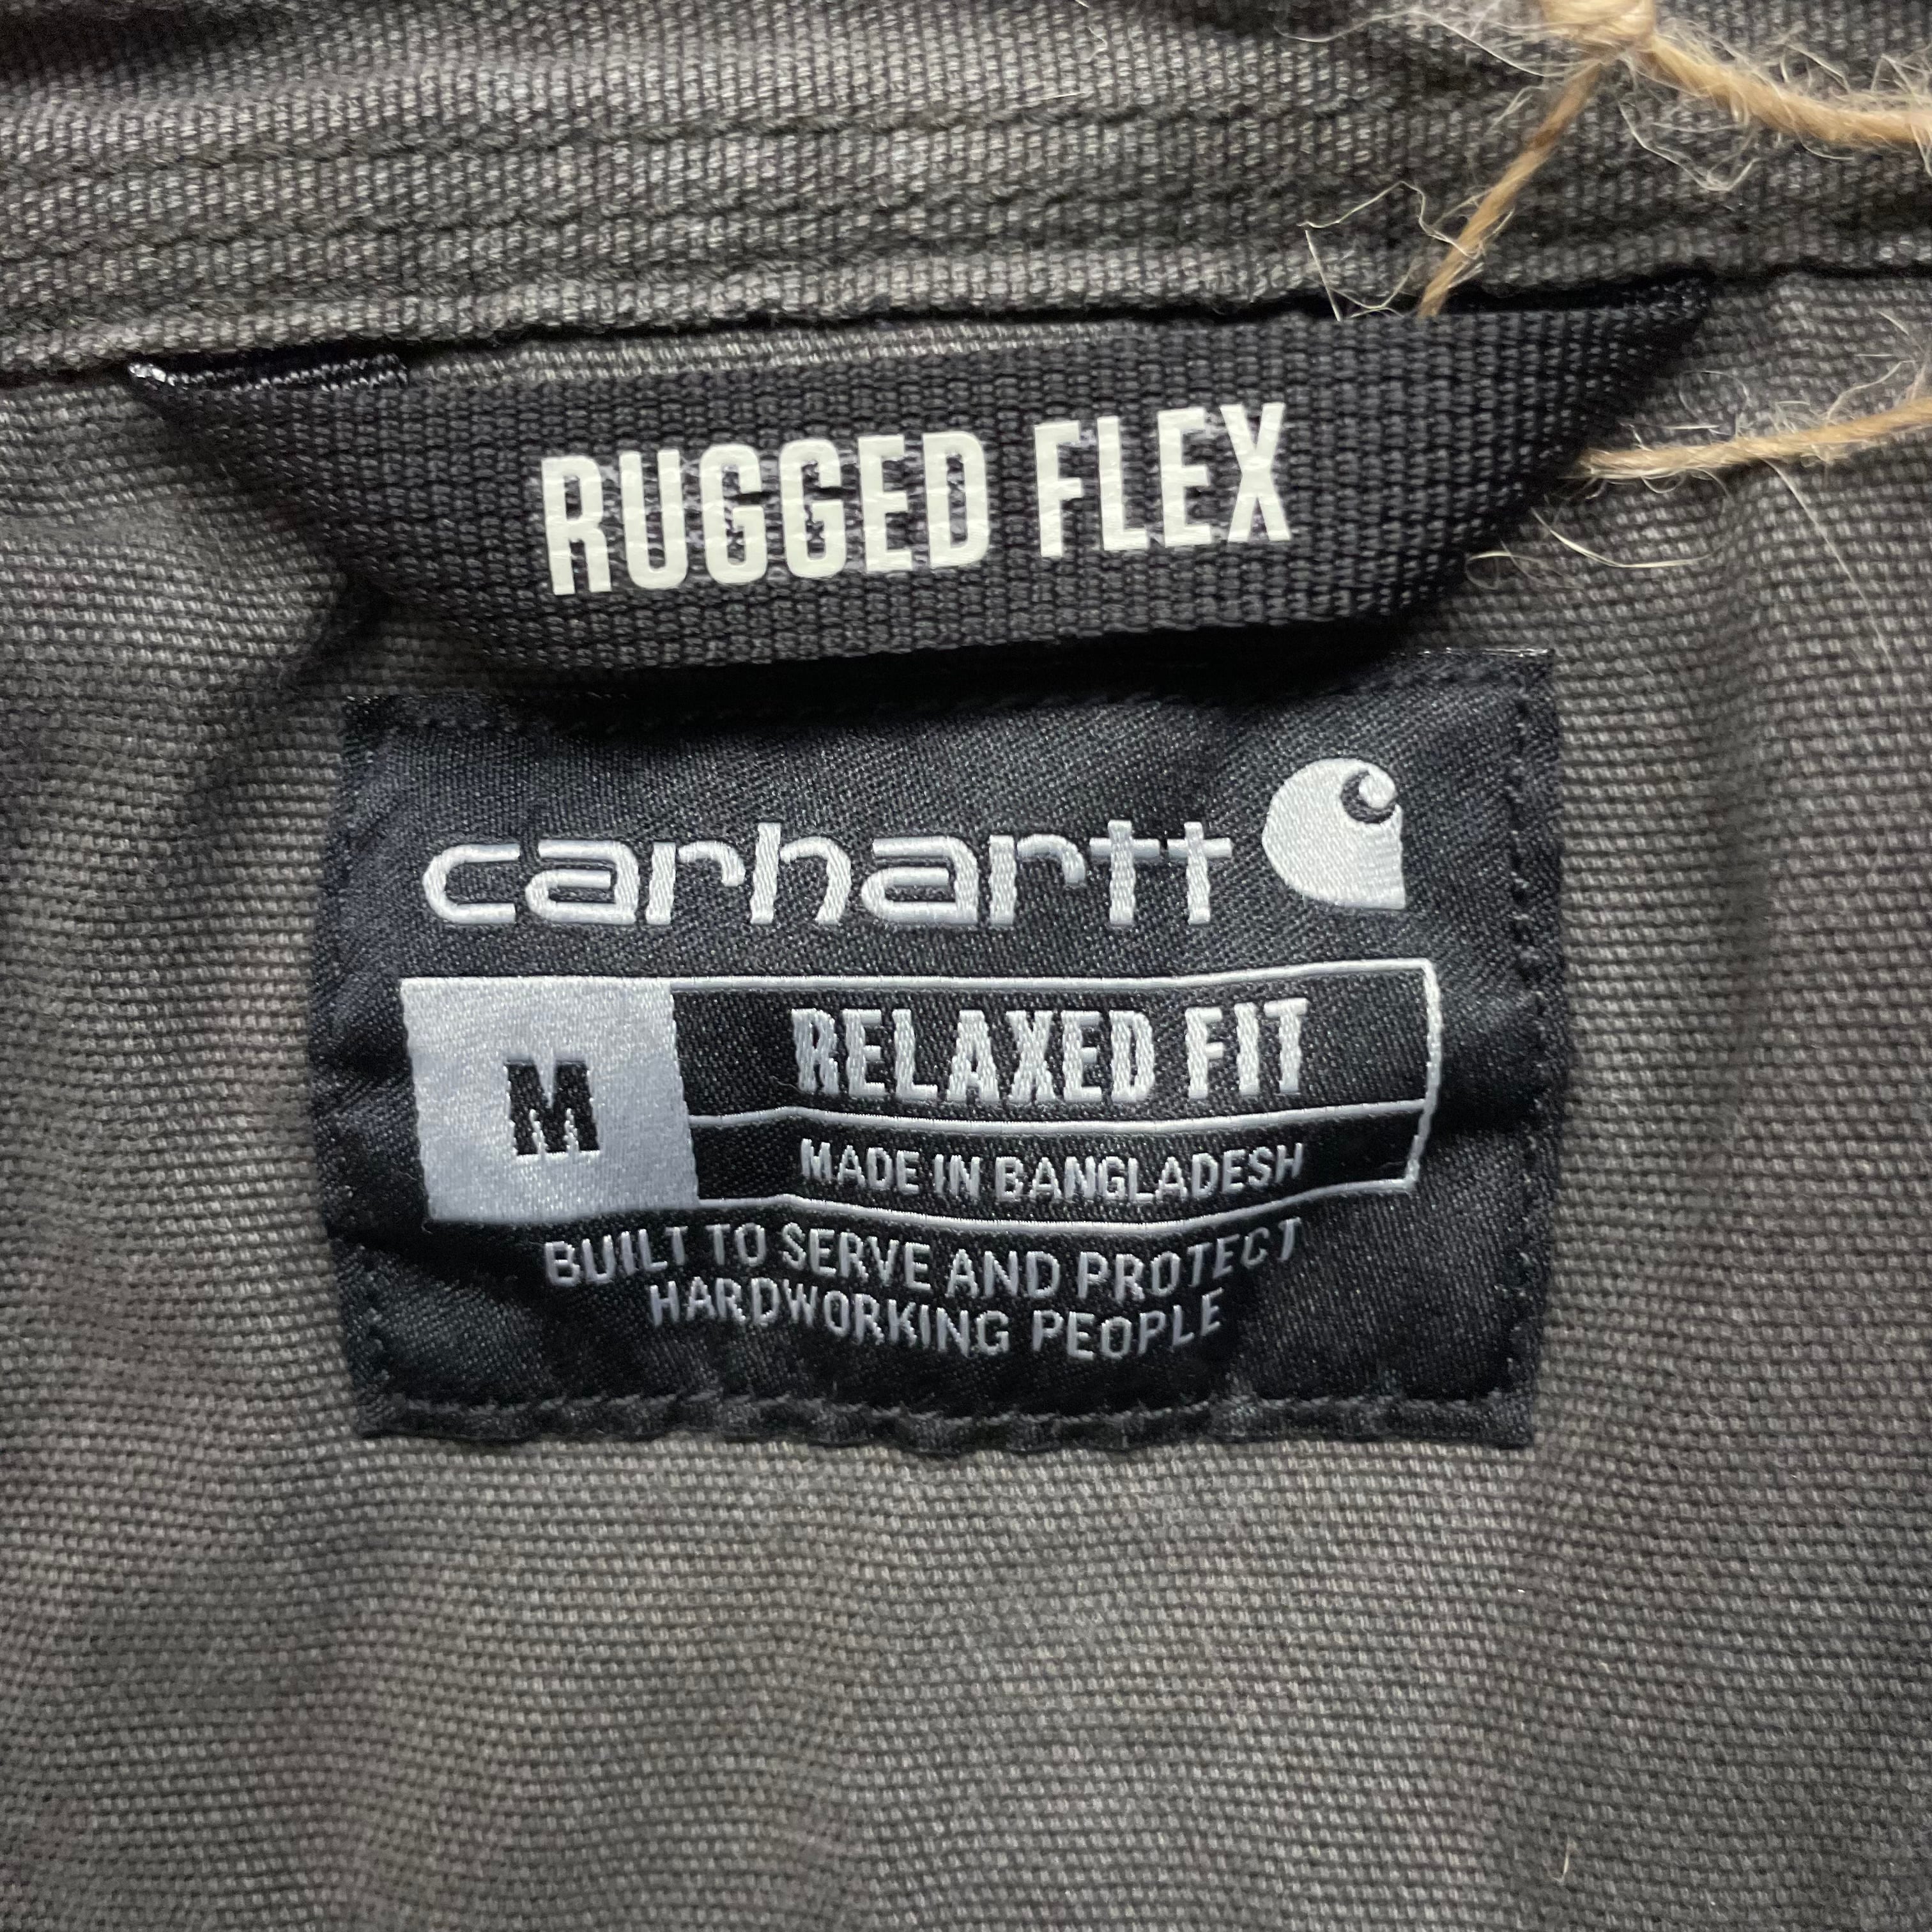 RUGGED FLEX
carhartt
M
RELAXED FIT
MADE IN BANGLADESH
BUILT TO SERVE AND PROTECT
HARDWORKING PEOPLE